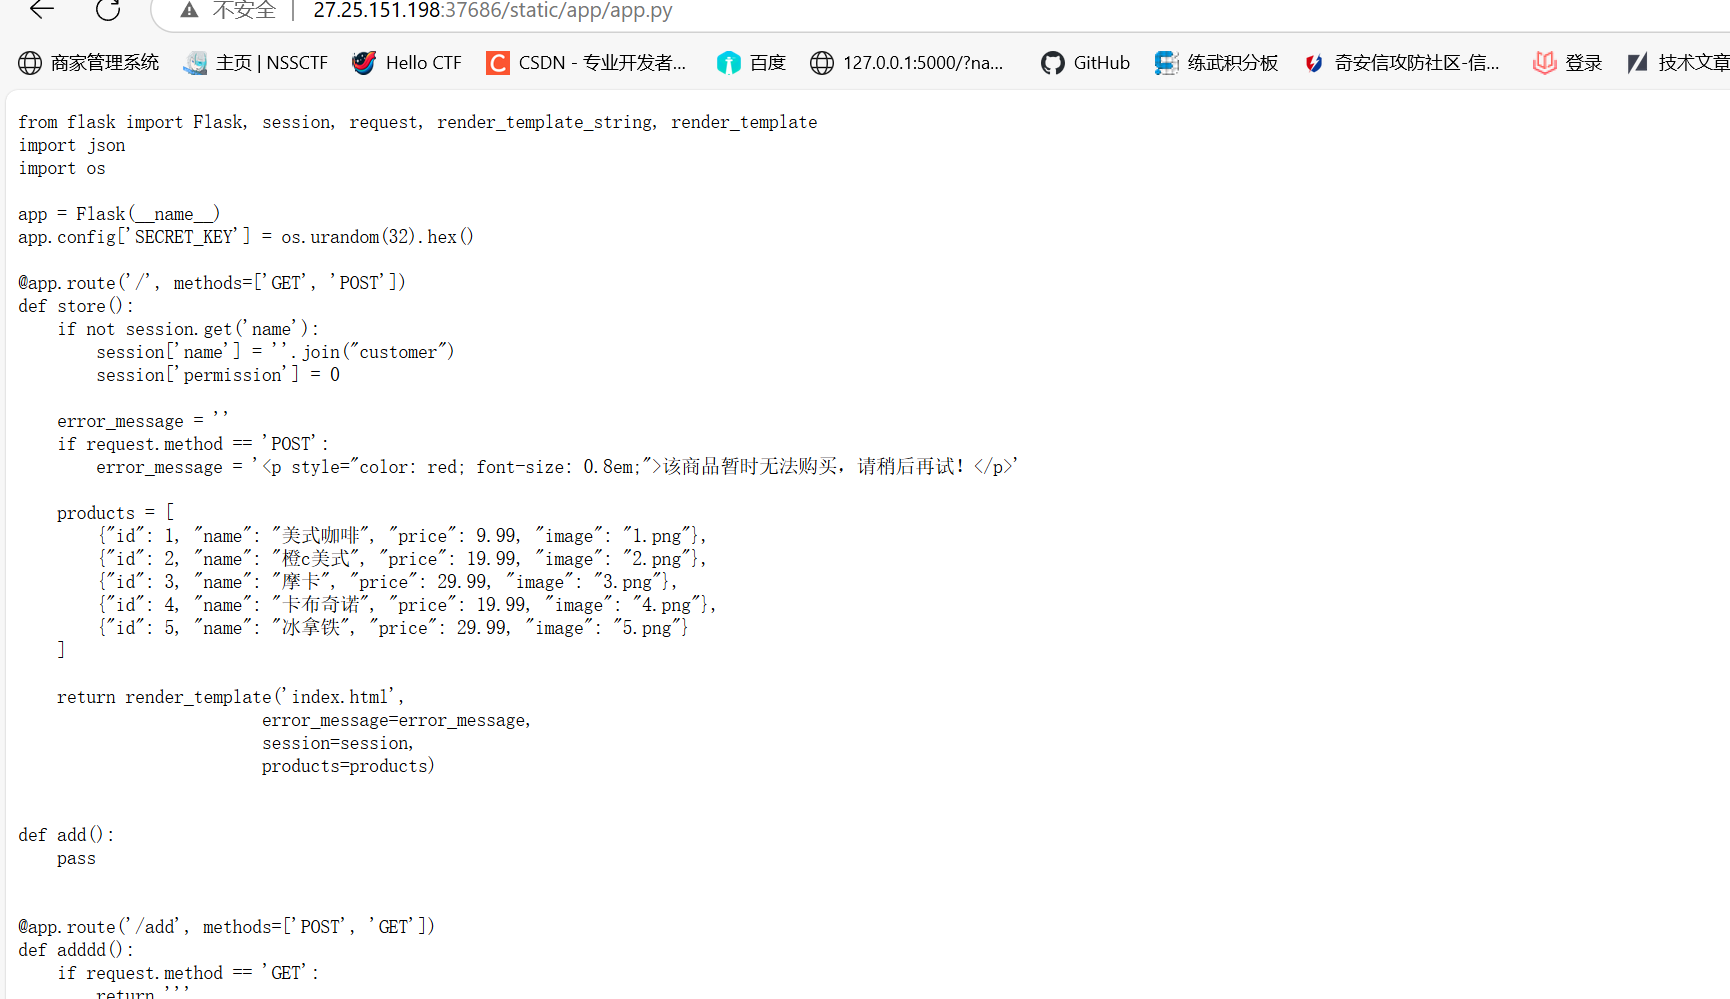 不安全 | 27.25.151.198:37686/static/app/app.py
商家管理系统 主页 | NSSCTF Hello CTF CSDN - 专业开发者... 百度 127.0.0.1:5000/?na... GitHub 练武积分板 奇安信攻防社区-信... 登录 技术文章
from flask import Flask, session, request, render_template_string, render_template
import json
import os
app = Flask(__name__)
app.config['SECRET_KEY'] = os.urandom(32).hex()
@app.route('/', methods=['GET', 'POST'])
def store():
    if not session.get('name'):
        session['name'] = ''.join("customer")
        session['permission'] = 0
    error_message = ''
    if request.method == 'POST':
        error_message = '<p style="color: red; font-size: 0.8em;">该商品暂时无法购买，请稍后再试！</p>'
    products = [
        {"id": 1, "name": "美式咖啡", "price": 9.99, "image": "1.png"},
        {"id": 2, "name": "橙c美式", "price": 19.99, "image": "2.png"},
        {"id": 3, "name": "摩卡", "price": 29.99, "image": "3.png"},
        {"id": 4, "name": "卡布奇诺", "price": 19.99, "image": "4.png"},
        {"id": 5, "name": "冰拿铁", "price": 29.99, "image": "5.png"}
    ]
    return render_template('index.html',
                         error_message=error_message,
                         session=session,
                         products=products)
def add():
    pass
@app.route('/add', methods=['POST', 'GET'])
def adddd():
    if request.method == 'GET':
        return '''